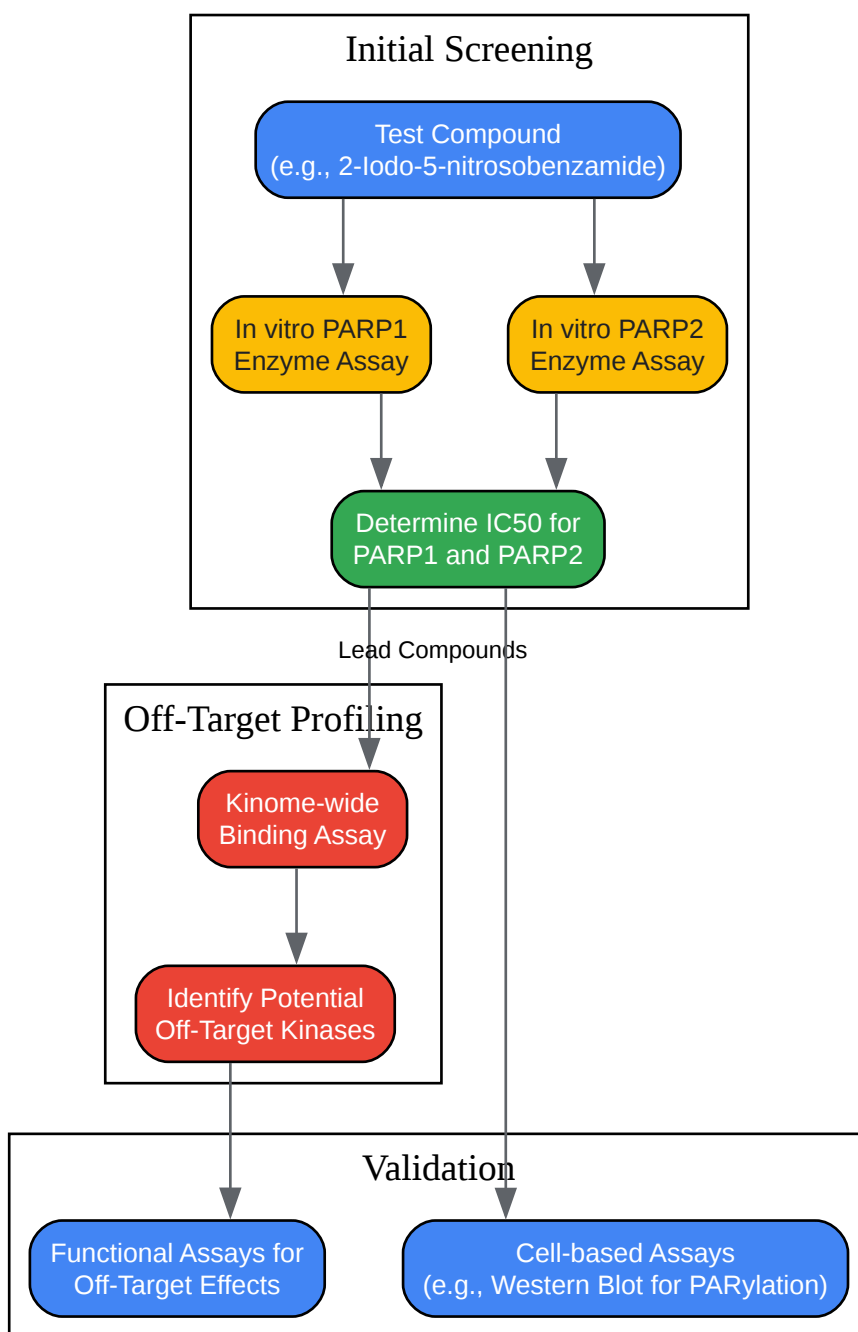 Initial Screening
Test Compound
(e.g., 2-Iodo-5-nitrosobenzamide)
In vitro PARP1
Enzyme Assay
In vitro PARP2
Enzyme Assay
Determine IC50 for
PARP1 and PARP2
Lead Compounds
Off-Target Profiling
Kinome-wide
Binding Assay
Identify Potential
Off-Target Kinases
Validation
Functional Assays for
Off-Target Effects
Cell-based Assays
(e.g., Western Blot for PARylation)